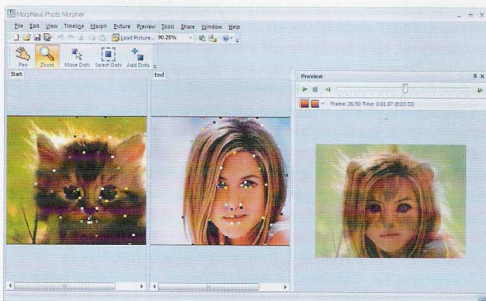 Morpheus Photo Morpher
File Edit View Timeline Morph Picture Preview Tools Share Window Help
Load Picture... 90.25%
Pan Zoom Move Dots Select Dots Add Dots
Start
End
Preview
Frame: 26/50 Time: 0:01.67 (0:03.33)